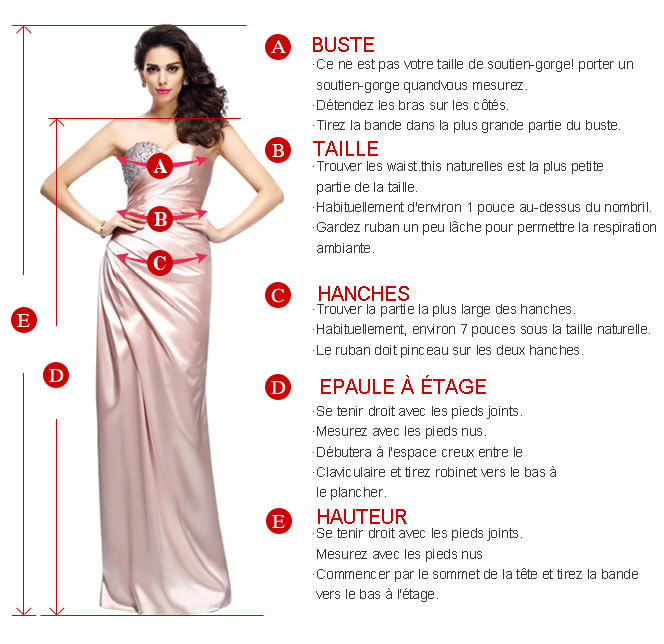 A BUSTE
·Ce ne est pas votre taille de soutien-gorge! porter un
soutien-gorge quandvous mesurez.
·Détendez les bras sur les côtés.
·Tirez la bande dans la plus grande partie du buste.
B TAILLE
·Trouver les waist.this naturelles est la plus petite
partie de la taille.
·Habituellement d'environ 1 pouce au-dessus du nombril.
·Gardez ruban un peu lâche pour permettre la respiration
ambiante.
C HANCHES
·Trouver la partie la plus large des hanches.
·Habituellement, environ 7 pouces sous la taille naturelle.
·Le ruban doit pinceau sur les deux hanches.
D EPAULE À ÉTAGE
·Se tenir droit avec les pieds joints.
·Mesurez avec les pieds nus.
·Débutera à l'espace creux entre le
·Claviculaire et tirez robinet vers le bas à
le plancher.
E HAUTEUR
·Se tenir droit avec les pieds joints.
Mesurez avec les pieds nus
·Commencer par le sommet de la tête et tirez la bande
vers le bas à l'étage.
A
B
C
E
D